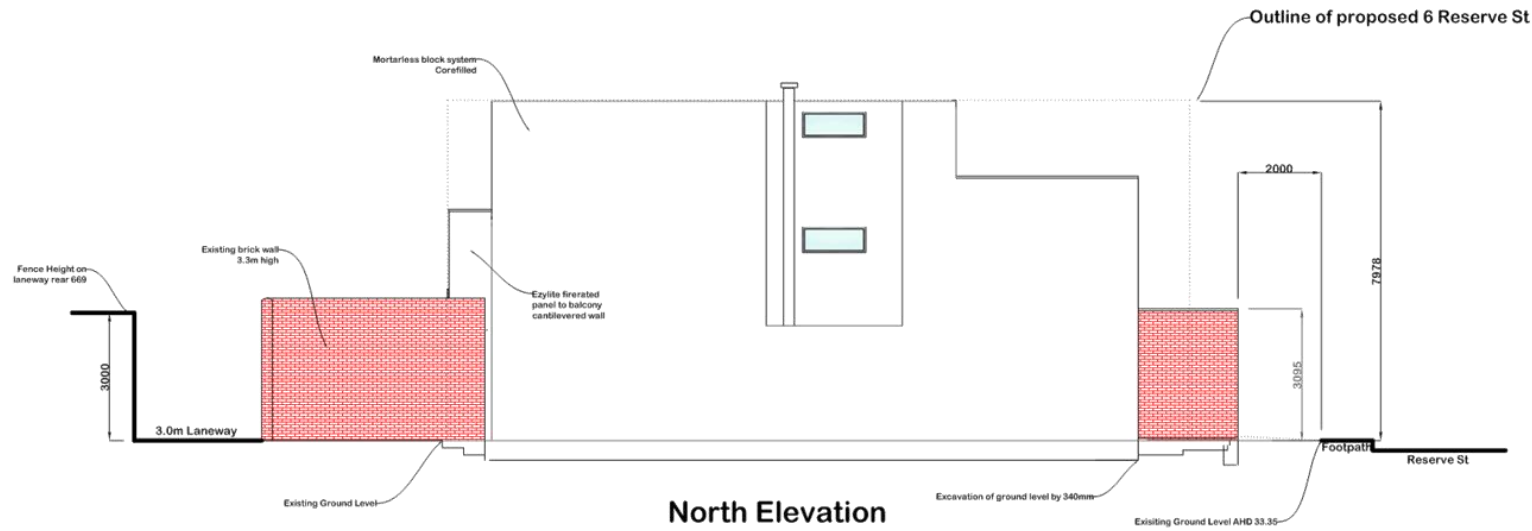 Outline of proposed 6 Reserve St
Mortarless block system
Corefilled
2000
7978
Existing brick wall
3.3m high
Fence Height on
laneway rear 669
Ezylite firerated
panel to balcony
cantilevered wall
3000
3095
3.0m Laneway
Footpath
Reserve St
Existing Ground Level
Excavation of ground level by 340mm
North Elevation
Exisiting Ground Level AHD 33.35